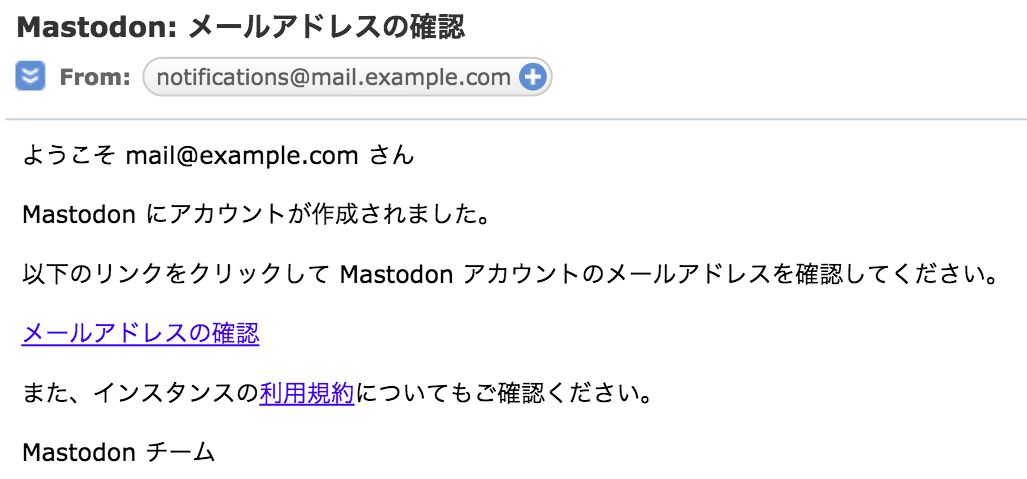 Mastodon: メールアドレスの確認
From: notifications@mail.example.com
ようこそ mail@example.com さん
Mastodon にアカウントが作成されました。
以下のリンクをクリックして Mastodon アカウントのメールアドレスを確認してください。
メールアドレスの確認
また、インスタンスの利用規約についてもご確認ください。
Mastodon チーム